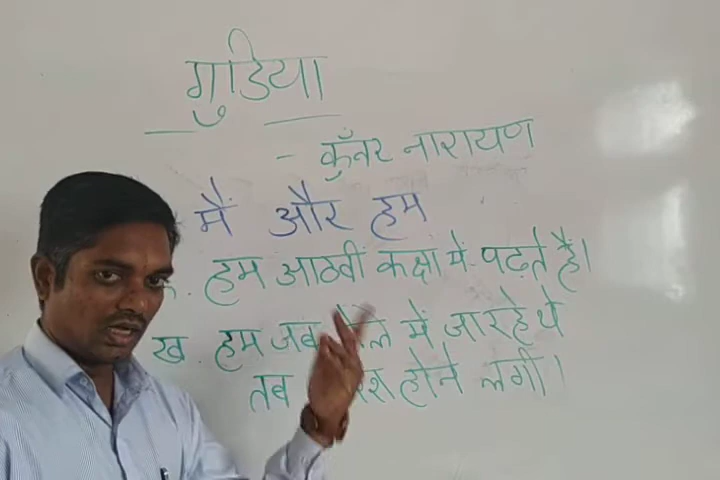 गुडिया
- कुँवर नारायण
मैं और हम
. हम आठवीं कक्षा में पढ़ते हैं।
ख . हम जब में जा रहे थे
तब होने लगी।